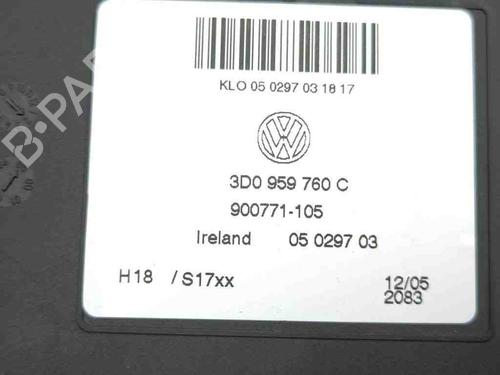 KLO 05 0297 03 18 17
3D0 959 760 C
900771-105
Ireland 05 0297 03
H18 / S17xx 12/05
2083
B-PARTS